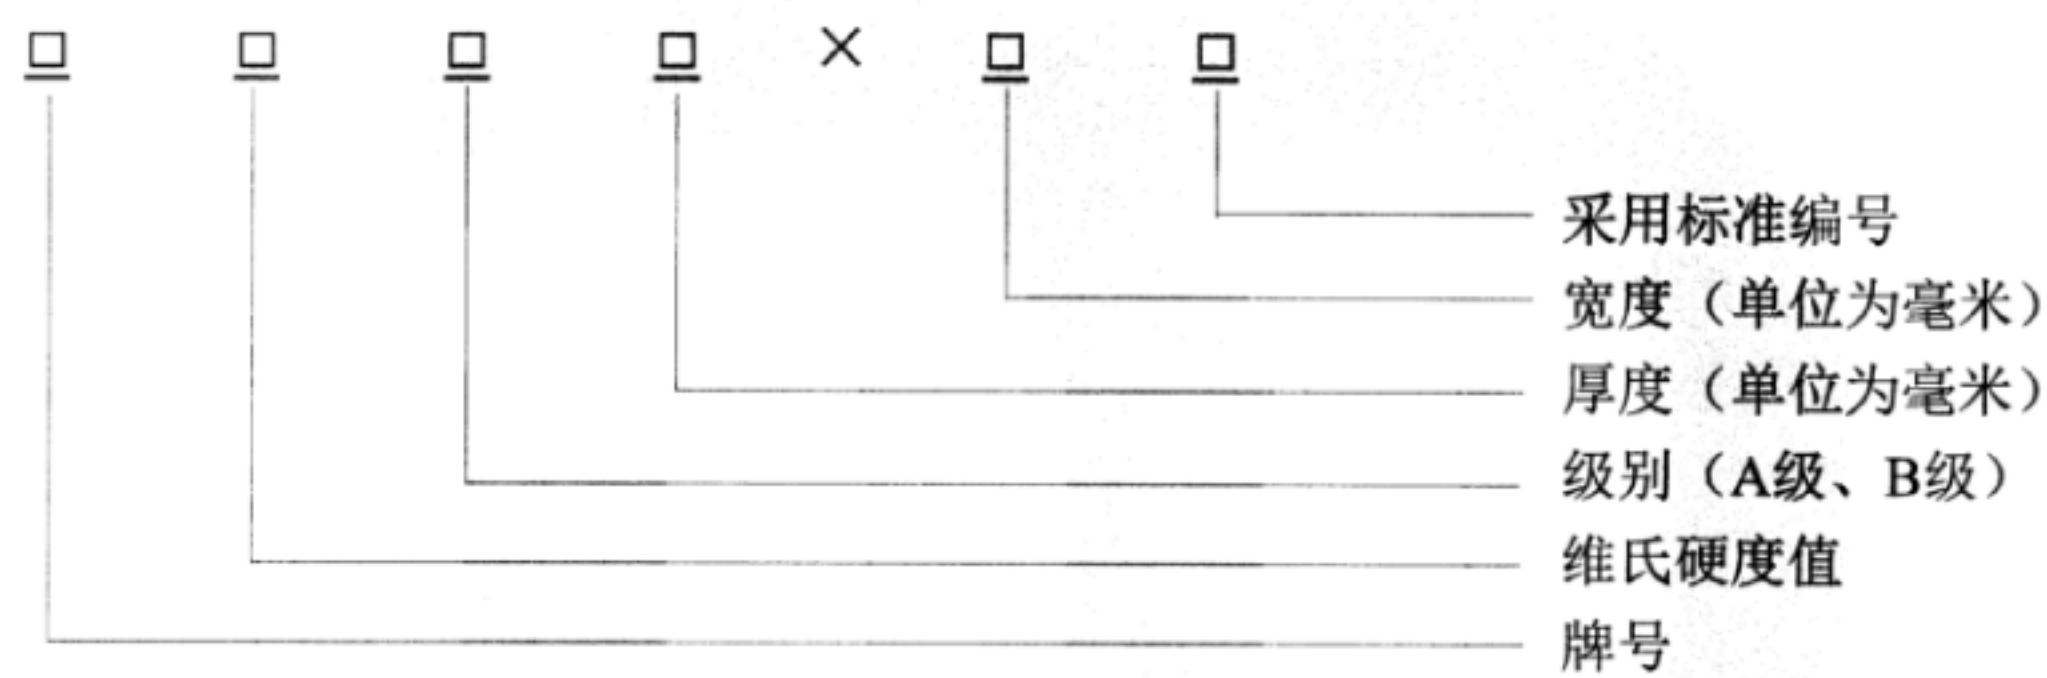 □ □ □ □ × □ □
采用标准编号
宽度（单位为毫米）
厚度（单位为毫米）
级别（A级、B级）
维氏硬度值
牌号